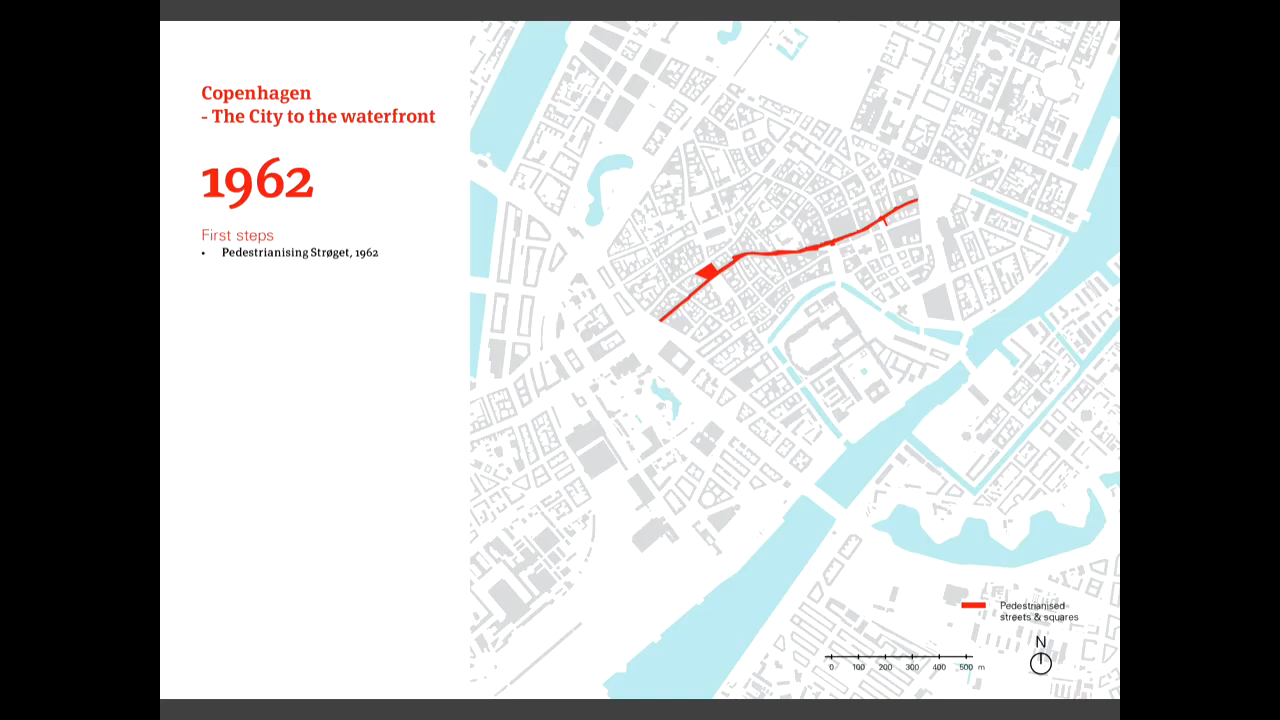 Copenhagen
- The City to the waterfront
1962
First steps
• Pedestrianising Strøget, 1962
Pedestrianised
streets & squares
N
0 100 200 300 400 500 m